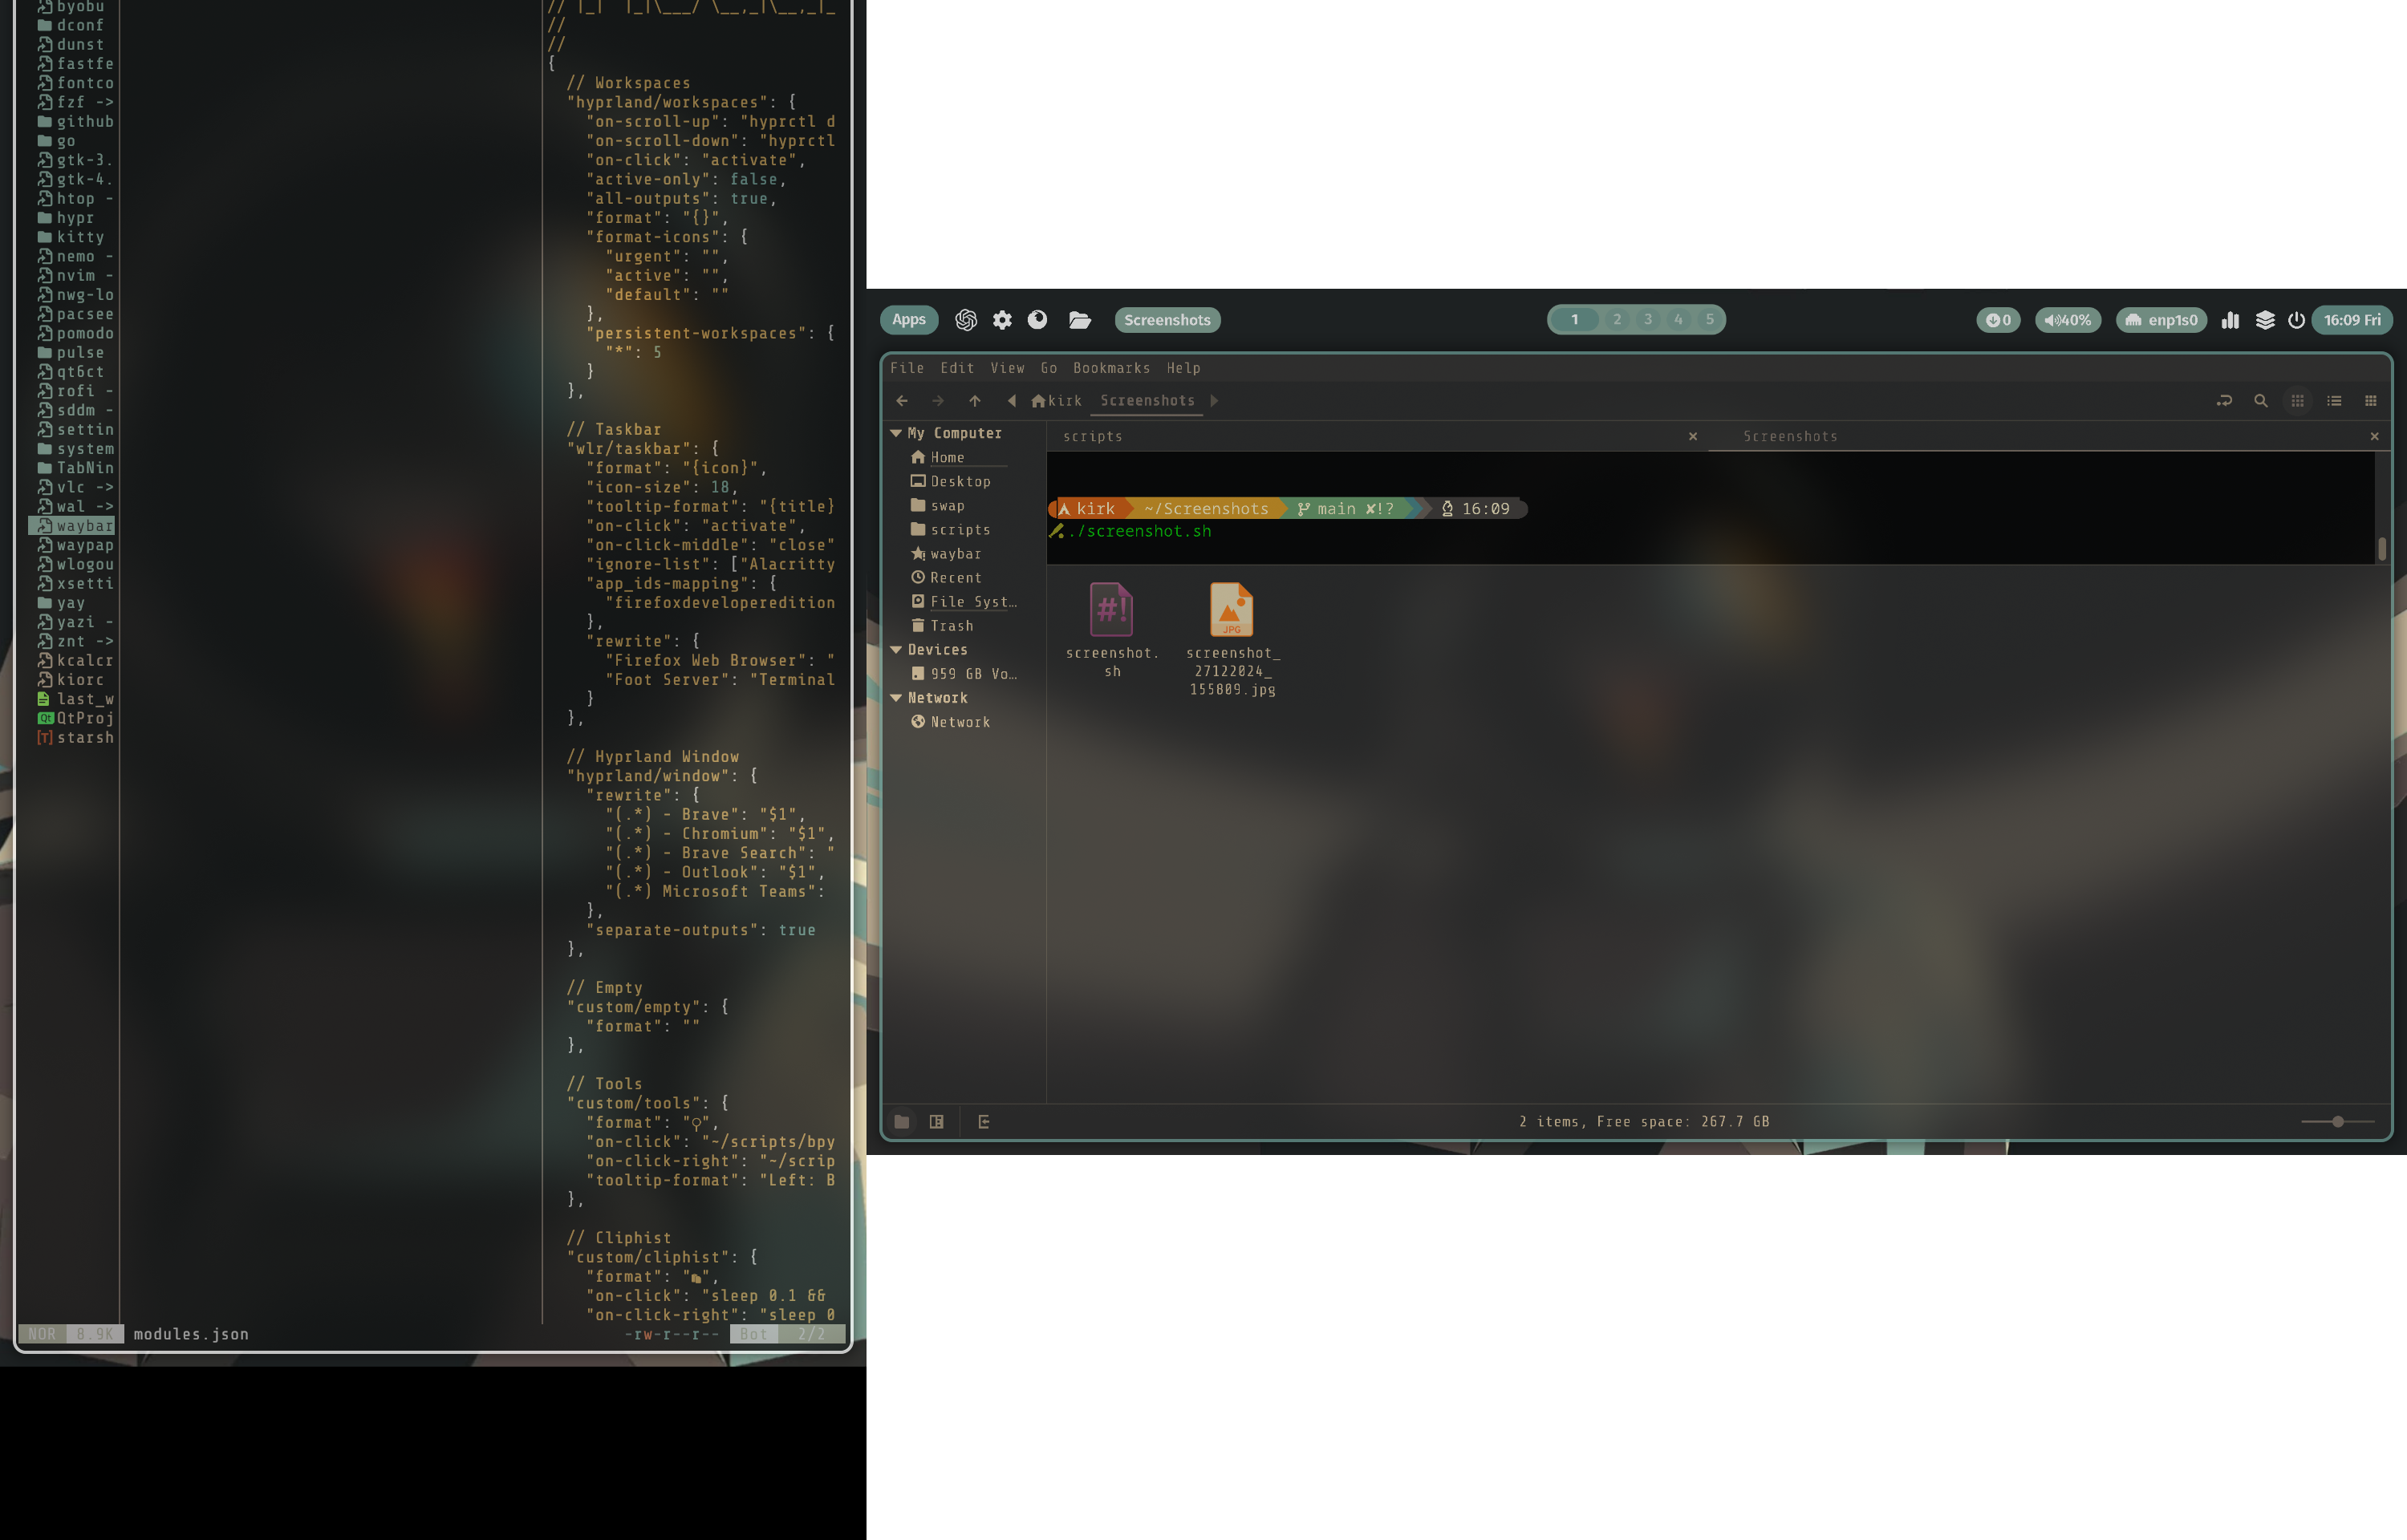 byobu
dconf
dunst
fastfe
fontco
fzf ->
github
go
gtk-3.
gtk-4.
htop -
hypr
kitty
nemo -
nvim -
nwg-lo
pacsee
pomodo
pulse
qt6ct
rofi -
sddm -
settin
system
TabNin
vlc ->
wal ->
waybar
waypap
wlogou
xsetti
yay
yazi -
znt ->
kcalcr
kiorc
last_w
QtProj
starsh
// |_|  |_|\___/ \__,_|\__,_|_
//
//
{
// Workspaces
"hyprland/workspaces": {
"on-scroll-up": "hyprctl d
"on-scroll-down": "hyprctl
"on-click": "activate",
"active-only": false,
"all-outputs": true,
"format": "{}",
"format-icons": {
"urgent": "",
"active": "",
"default": ""
},
"persistent-workspaces": {
"*": 5
}
},
// Taskbar
"wlr/taskbar": {
"format": "{icon}",
"icon-size": 18,
"tooltip-format": "{title}
"on-click": "activate",
"on-click-middle": "close"
"ignore-list": ["Alacritty
"app_ids-mapping": {
"firefoxdeveloperedition
},
"rewrite": {
"Firefox Web Browser": "
"Foot Server": "Terminal
}
},
// Hyprland Window
"hyprland/window": {
"rewrite": {
"(.*) - Brave": "$1",
"(.*) - Chromium": "$1",
"(.*) - Brave Search": "
"(.*) - Outlook": "$1",
"(.*) Microsoft Teams":
},
"separate-outputs": true
},
// Empty
"custom/empty": {
"format": ""
},
// Tools
"custom/tools": {
"format": "",
"on-click": "~/scripts/bpy
"on-click-right": "~/scrip
"tooltip-format": "Left: B
},
// Cliphist
"custom/cliphist": {
"format": "",
"on-click": "sleep 0.1 &&
"on-click-right": "sleep 0
NOR 8.9K modules.json -rw-r--r-- Bot 2/2
Apps Screenshots 1 2 3 4 5 0 40% enp1s0 16:09 Fri
File Edit View Go Bookmarks Help
kirk Screenshots
My Computer
Home
Desktop
swap
scripts
waybar
Recent
File Syst…
Trash
Devices
959 GB Vo…
Network
Network
scripts Screenshots
kirk ~/Screenshots main ✘!? 16:09
./screenshot.sh
#!
screenshot.
sh
JPG
screenshot_
27122024_
155809.jpg
2 items, Free space: 267.7 GB